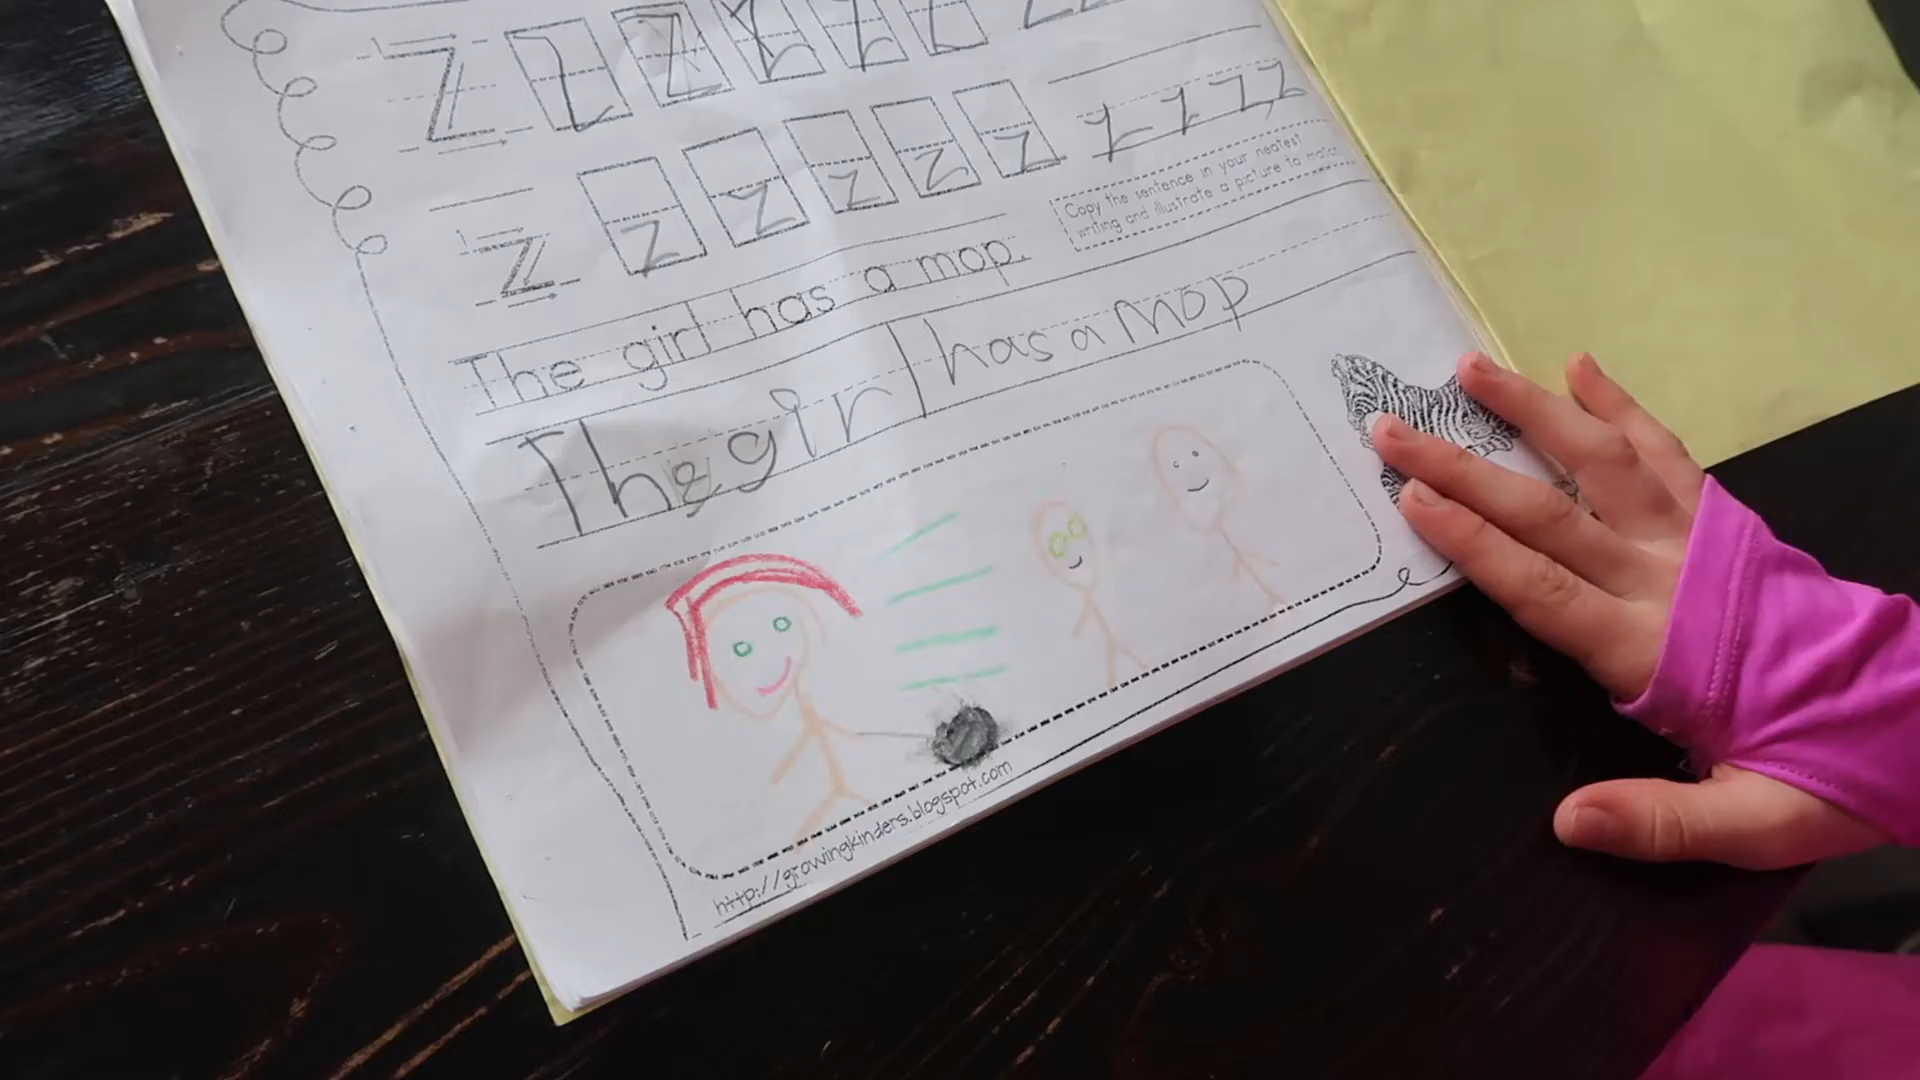 Z Z Z Z Z Z Z Z
z z z z z z z z z z
Copy the sentence in your neatest
writing and illustrate a picture to match.
The girl has a mop.
The girl has a mop
http://growingkinders.blogspot.com